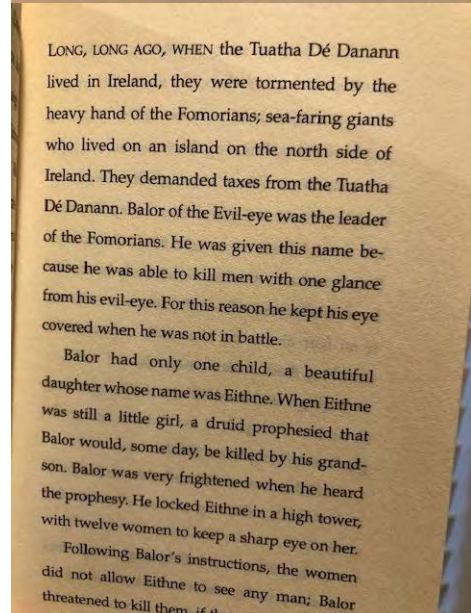 LONG, LONG AGO, WHEN the Tuatha Dé Danann
lived in Ireland, they were tormented by the
heavy hand of the Fomorians; sea-faring giants
who lived on an island on the north side of
Ireland. They demanded taxes from the Tuatha
Dé Danann. Balor of the Evil-eye was the leader
of the Fomorians. He was given this name be-
cause he was able to kill men with one glance
from his evil-eye. For this reason he kept his eye
covered when he was not in battle.
Balor had only one child, a beautiful
daughter whose name was Eithne. When Eithne
was still a little girl, a druid prophesied that
Balor would, some day, be killed by his grand-
son. Balor was very frightened when he heard
the prophesy. He locked Eithne in a high tower,
with twelve women to keep a sharp eye on her.
Following Balor's instructions, the women
did not allow Eithne to see any man; Balor
threatened to kill them, if